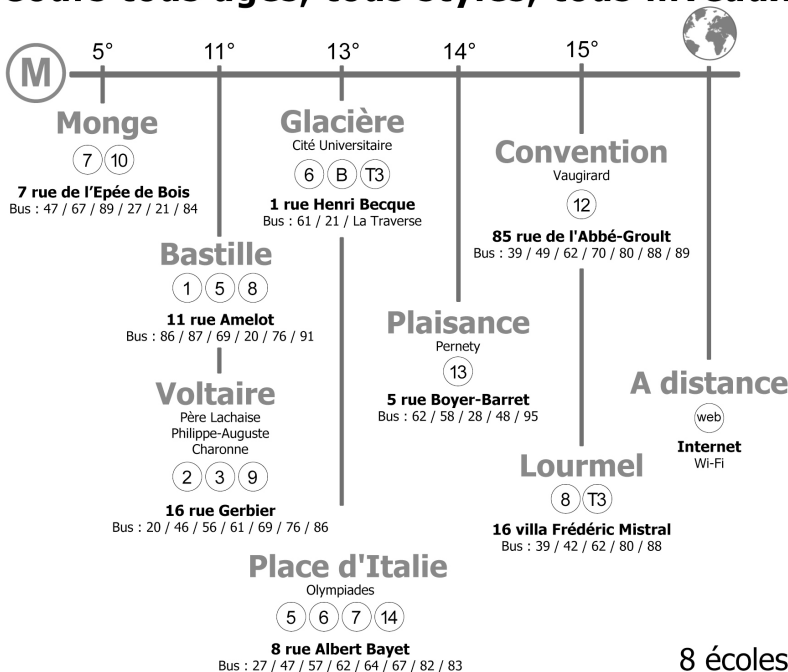 5° 11° 13° 14° 15°
M
Monge
7 10
7 rue de l'Epée de Bois
Bus : 47 / 67 / 89 / 27 / 21 / 84
Glacière
Cité Universitaire
6 B T3
1 rue Henri Becque
Bus : 61 / 21 / La Traverse
Convention
Vaugirard
12
85 rue de l'Abbé-Groult
Bus : 39 / 49 / 62 / 70 / 80 / 88 / 89
Bastille
1 5 8
11 rue Amelot
Bus : 86 / 87 / 69 / 20 / 76 / 91
Plaisance
Pernety
13
5 rue Boyer-Barret
Bus : 62 / 58 / 28 / 48 / 95
A distance
web
Internet
Wi-Fi
Voltaire
Père Lachaise
Philippe-Auguste
Charonne
2 3 9
16 rue Gerbier
Bus : 20 / 46 / 56 / 61 / 69 / 76 / 86
Lourmel
8 T3
16 villa Frédéric Mistral
Bus : 39 / 42 / 62 / 80 / 88
Place d'Italie
Olympiades
5 6 7 14
8 rue Albert Bayet
Bus : 27 / 47 / 57 / 62 / 64 / 67 / 82 / 83
8 écoles